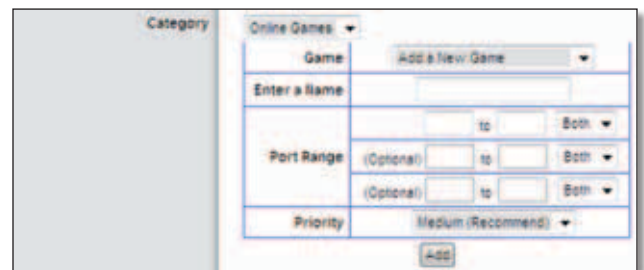 Category
Online Games
Game Add a New Game
Enter a Name
to Both
Port Range (Optional) to Both
(Optional) to Both
Priority Medium (Recommend)
Add